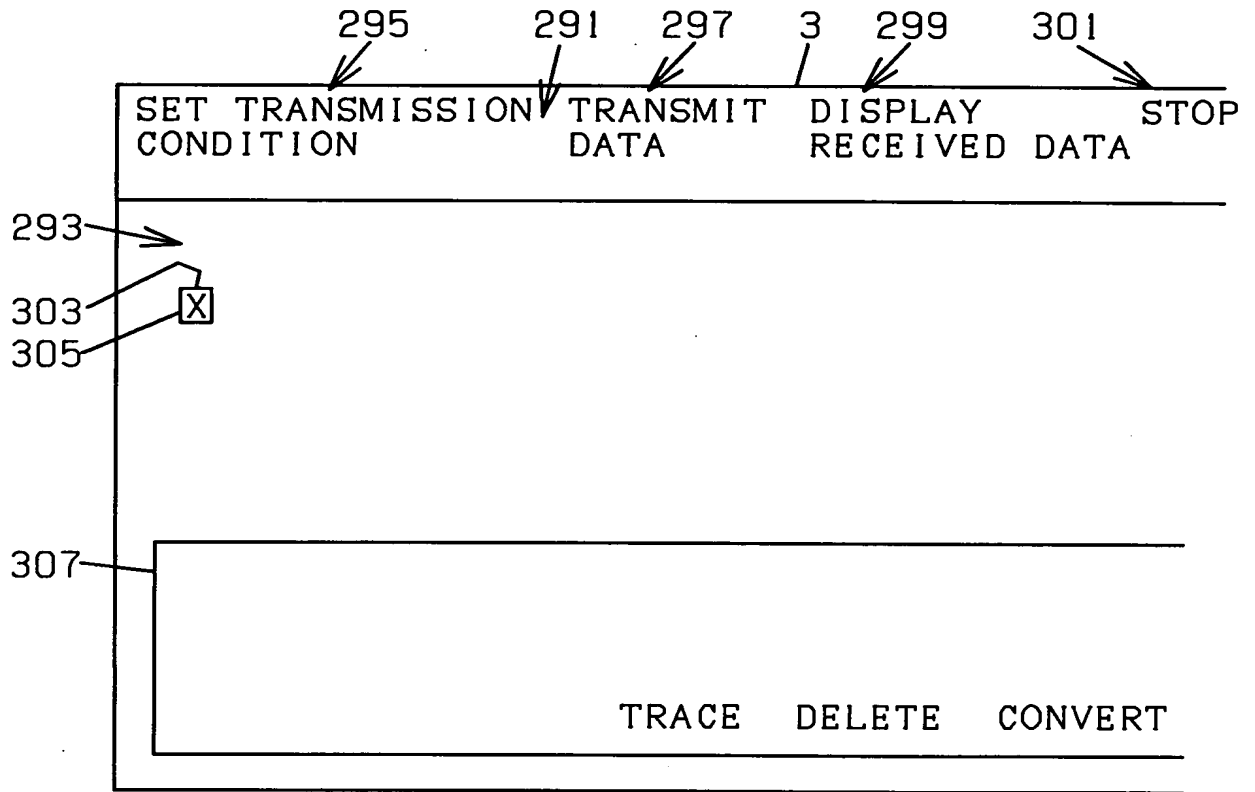 295 291 297 3 299 301
SET TRANSMISSION TRANSMIT DISPLAY STOP
CONDITION DATA RECEIVED DATA
293
303
X
305
307
TRACE DELETE CONVERT